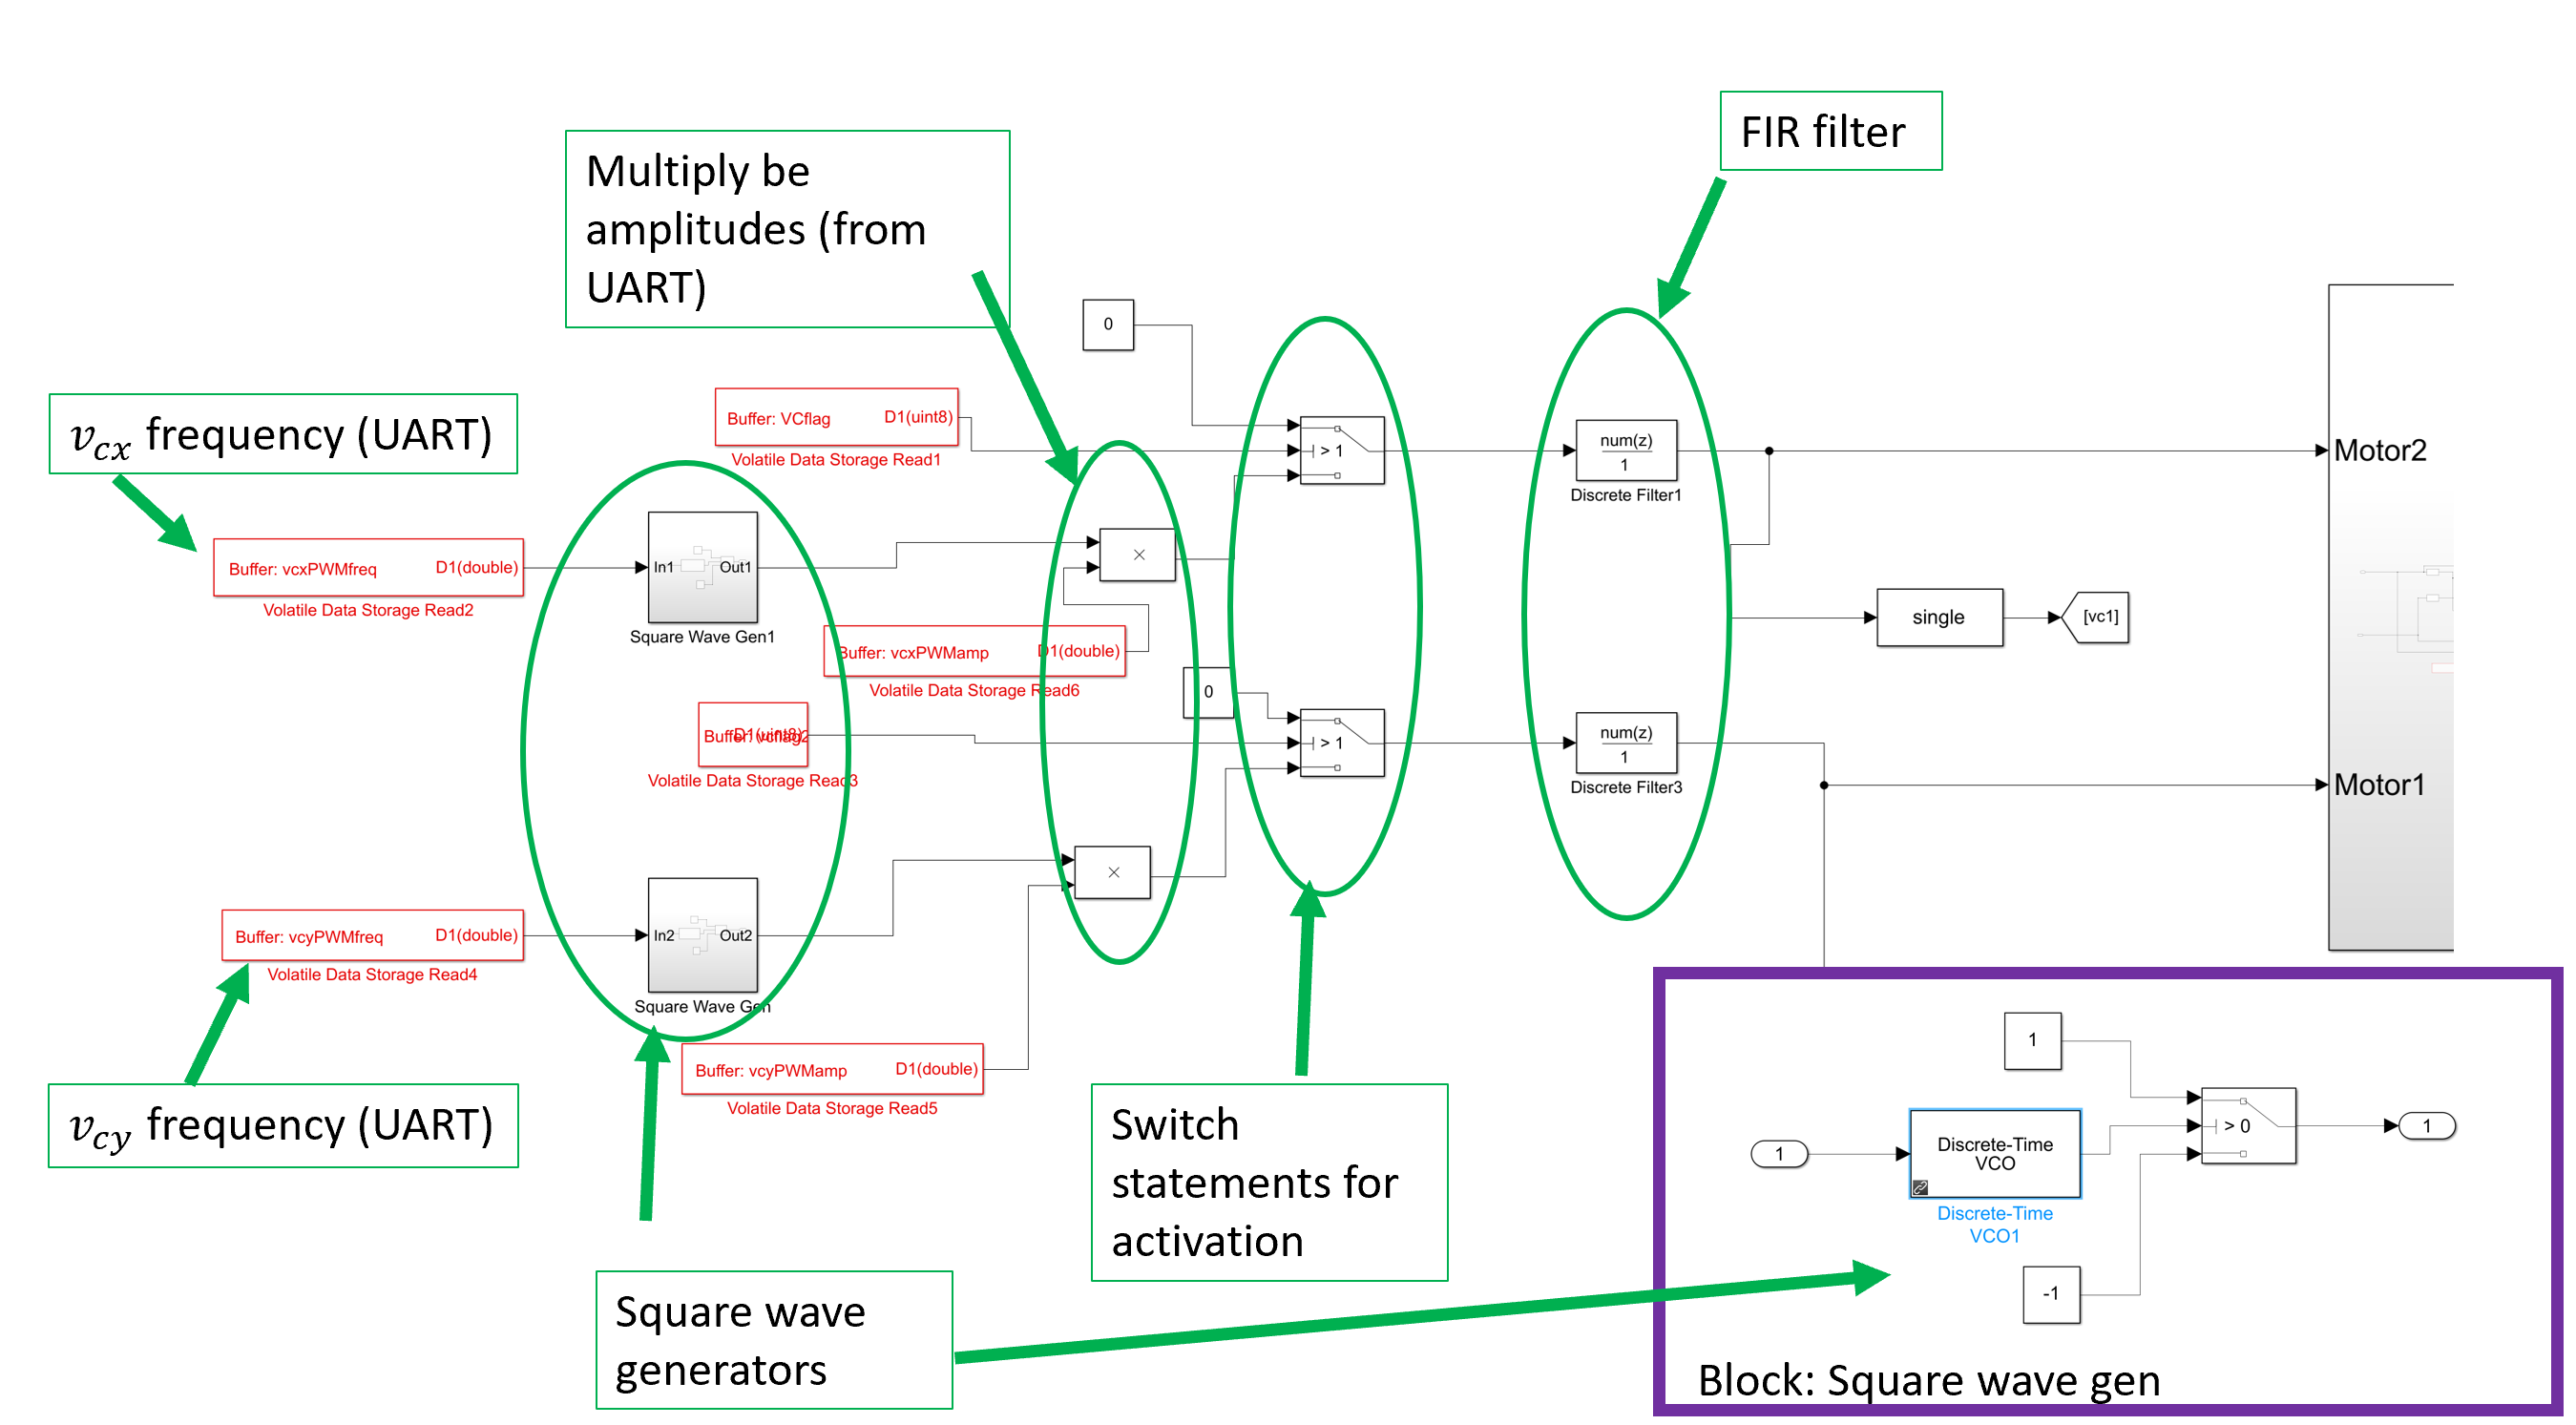 FIR filter
Multiply be
amplitudes (from
UART)
0
Buffer: VCflag D1(uint8)
Volatile Data Storage Read1
> 1
num(z)
1
Discrete Filter1
Motor2
v_cx frequency (UART)
Buffer: vcxPWMfreq D1(double)
Volatile Data Storage Read2
In1 Out1
Square Wave Gen1
×
Buffer: vcxPWMamp D1(double)
Volatile Data Storage Read6
single
[vc1]
0
Buffer: vcflag2 D1(uint8)
Volatile Data Storage Read3
> 1
num(z)
1
Discrete Filter3
Motor1
×
Buffer: vcyPWMfreq D1(double)
Volatile Data Storage Read4
In2 Out2
Square Wave Gen
Buffer: vcyPWMamp D1(double)
Volatile Data Storage Read5
v_cy frequency (UART)
Switch
statements for
activation
Square wave
generators
1
1
Discrete-Time
VCO
Discrete-Time
VCO1
> 0
1
-1
Block: Square wave gen